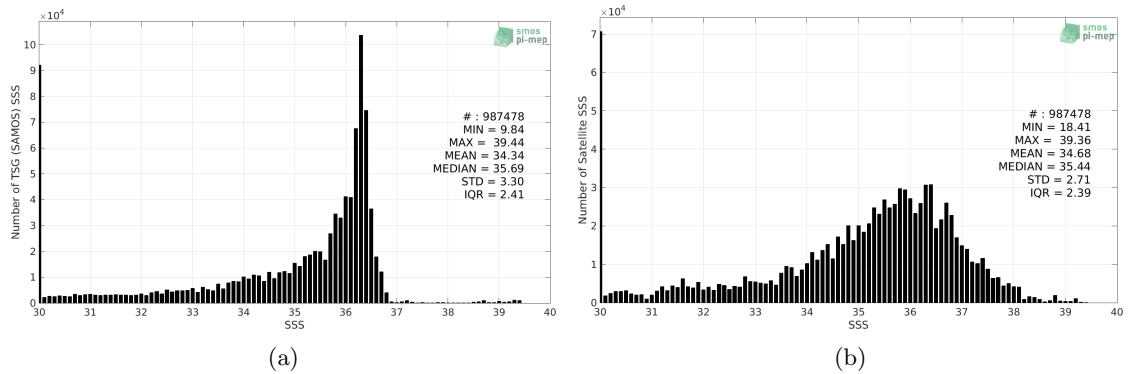 ×10⁴
10
9
8
7
6
5
4
3
2
1
0
Number of TSG (SAMOS) SSS
smos
pi-mep
# : 987478
MIN = 9.84
MAX = 39.44
MEAN = 34.34
MEDIAN = 35.69
STD = 3.30
IQR = 2.41
30 31 32 33 34 35 36 37 38 39 40
SSS
(a)
×10⁴
7
6
5
4
3
2
1
0
Number of Satellite SSS
smos
pi-mep
# : 987478
MIN = 18.41
MAX = 39.36
MEAN = 34.68
MEDIAN = 35.44
STD = 2.71
IQR = 2.39
30 31 32 33 34 35 36 37 38 39 40
SSS
(b)